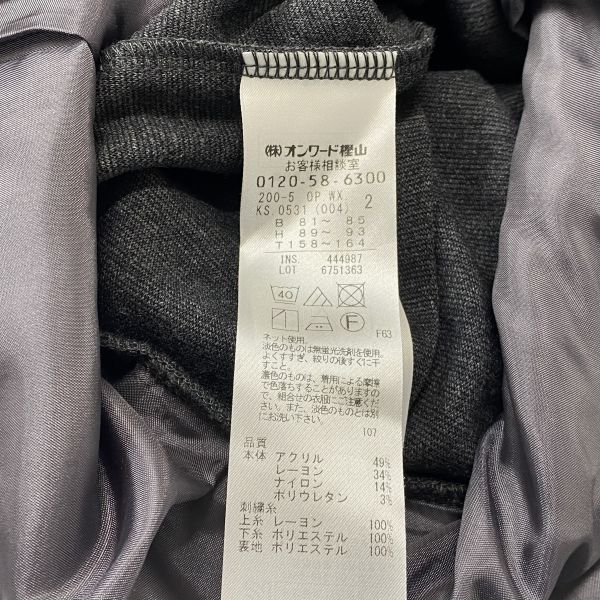 (株)オンワード樫山
お客様相談室
0120-58-6300
200-5 OP WX. 2
KS.0531 (004)
B 81～ 85
H 89～ 93
T 158～164
INS. 444987
LOT 6751363
40
F F63
ネット使用。
淡色のものは無蛍光洗剤を使用。
よくすすぎ、絞りの後すぐに干
すこと。
濃色のものは、着用による摩擦
で色落ちすることがありますの
で、組合せの衣服にご注意くださ
い。また、淡色のものとは別
にお洗い下さい。
107
品質
本体 アクリル 49%
レーヨン 34%
ナイロン 14%
ポリウレタン 3%
刺繍糸
上糸 レーヨン 100%
下糸 ポリエステル 100%
裏地 ポリエステル 100%